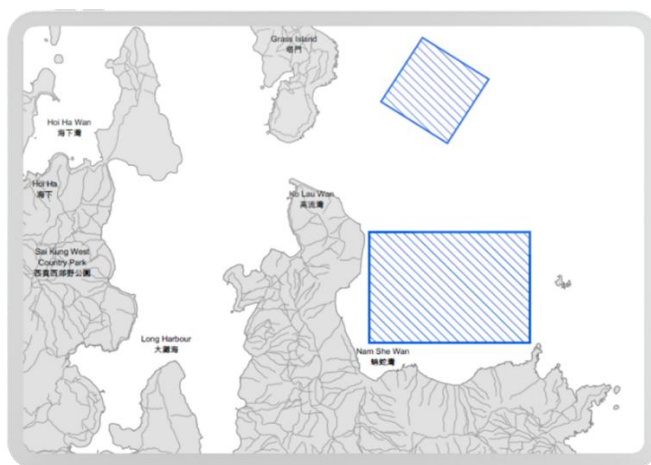 Grass Island
塔門
Hoi Ha Wan
海下灣
Hoi Ha
海下
Ko Lau Wan
高流灣
Sai Kung West
Country Park
西貢西郊野公園
Long Harbour
大灘海
Nam She Wan
蚺蛇灣